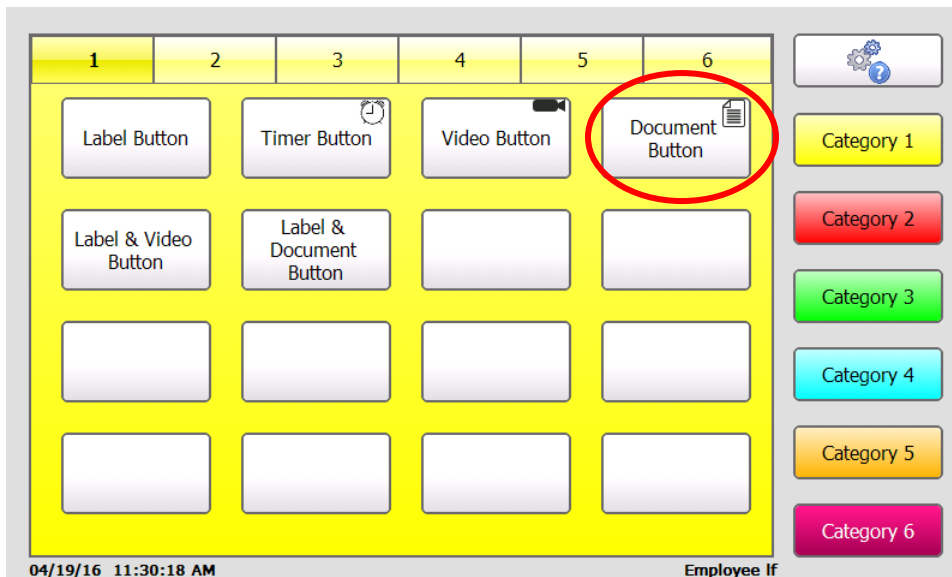 1 2 3 4 5 6
Label Button
Timer Button
Video Button
Document
Button
Category 1
Label & Video
Button
Label &
Document
Button
Category 2
Category 3
Category 4
Category 5
Category 6
04/19/16 11:30:18 AM
Employee If